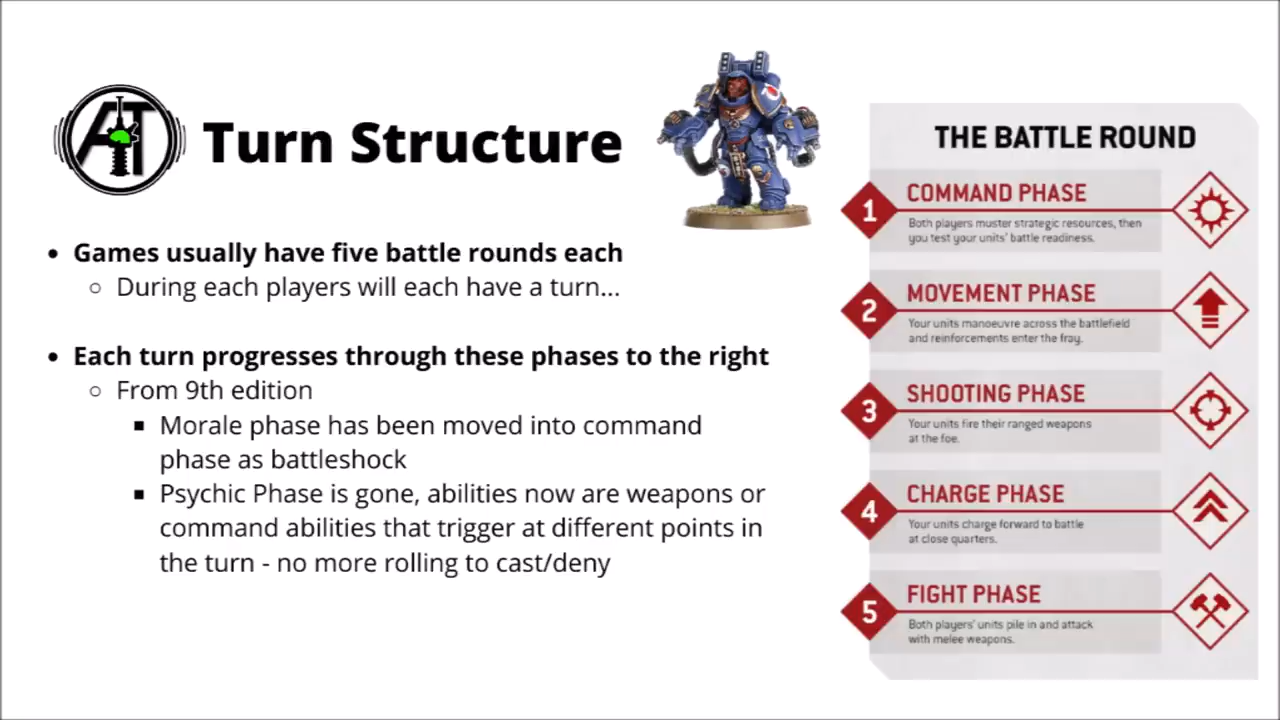 AT
Turn Structure
• Games usually have five battle rounds each
○ During each players will each have a turn...
• Each turn progresses through these phases to the right
○ From 9th edition
▪ Morale phase has been moved into command
phase as battleshock
▪ Psychic Phase is gone, abilities now are weapons or
command abilities that trigger at different points in
the turn - no more rolling to cast/deny
THE BATTLE ROUND
1 COMMAND PHASE
Both players muster strategic resources, then
you test your units' battle readiness.
2 MOVEMENT PHASE
Your units manoeuvre across the battlefield
and reinforcements enter the fray.
3 SHOOTING PHASE
Your units fire their ranged weapons
at the foe.
4 CHARGE PHASE
Your units charge forward to battle
at close quarters.
5 FIGHT PHASE
Both players' units pile in and attack
with melee weapons.